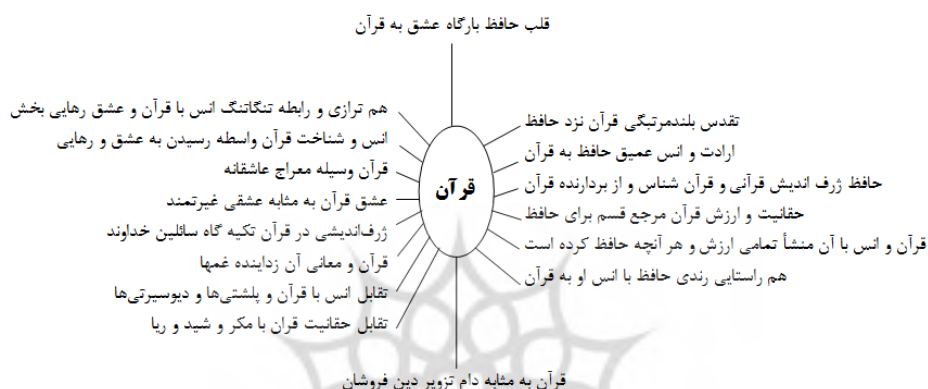 قلب حافظ بارگاه عشق به قرآن
تقدس بلندمرتبگی قرآن نزد حافظ
ارادت و انس عمیق حافظ به قرآن
حافظ ژرف اندیش قرآنی و قرآن شناس و از بردارنده قرآن
حقانیت و ارزش قرآن مرجع قسم برای حافظ
قرآن و انس با آن منشأ تمامی ارزش و هر آنچه حافظ کرده است
هم راستایی رندی حافظ با انس او به قرآن
قرآن
هم ترازی و رابطه تنگاتنگ انس با قرآن و عشق رهایی بخش
انس و شناخت قرآن واسطه رسیدن به عشق و رهایی
قرآن وسیله معراج عاشقانه
عشق قرآن به مثابه عشقی غیرتمند
ژرف‌اندیشی در قرآن تکیه گاه سائلین خداوند
قرآن و معانی آن زداینده غمها
تقابل انس با قرآن و پلشتی‌ها و دیوسیرتی‌ها
تقابل حقانیت قران با مکر و شید و ریا
قرآن به مثابه دام تزویر دین فروشان